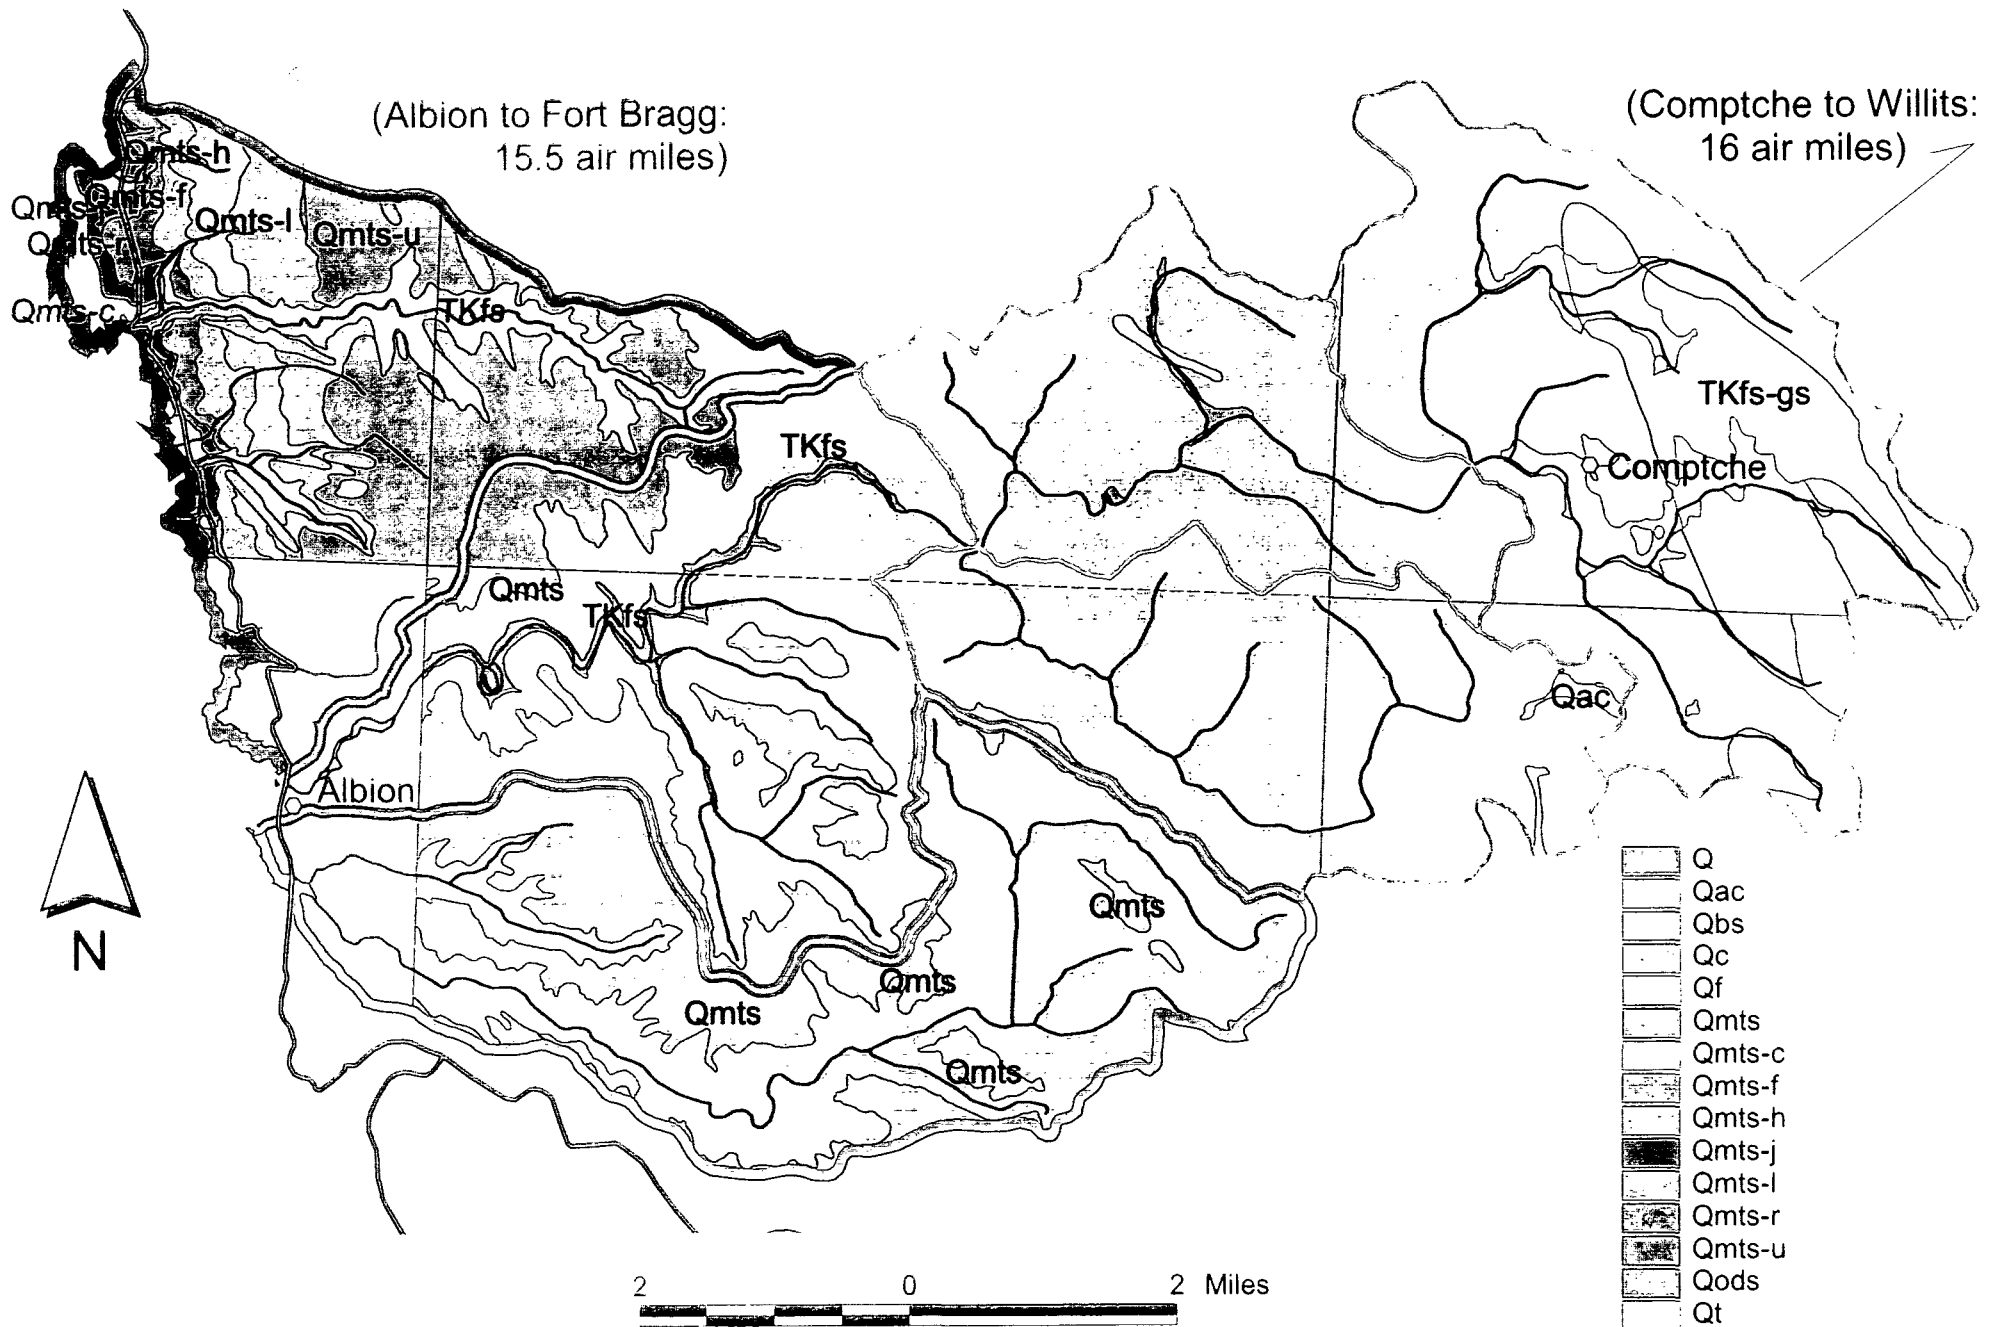 (Albion to Fort Bragg:
15.5 air miles)
(Comptche to Willits:
16 air miles)
Qmts-h
Qmts-f
Qmts-l
Qmts-u
Qmts-r
Qmts-c
TKfs
TKfs-gs
TKfs
Comptche
Qmts
TKfs
Qac
Albion
Qmts
Qmts
Qmts
Qmts
N
Q
Qac
Qbs
Qc
Qf
Qmts
Qmts-c
Qmts-f
Qmts-h
Qmts-j
Qmts-l
Qmts-r
Qmts-u
Qods
Qt
2 0 2 Miles